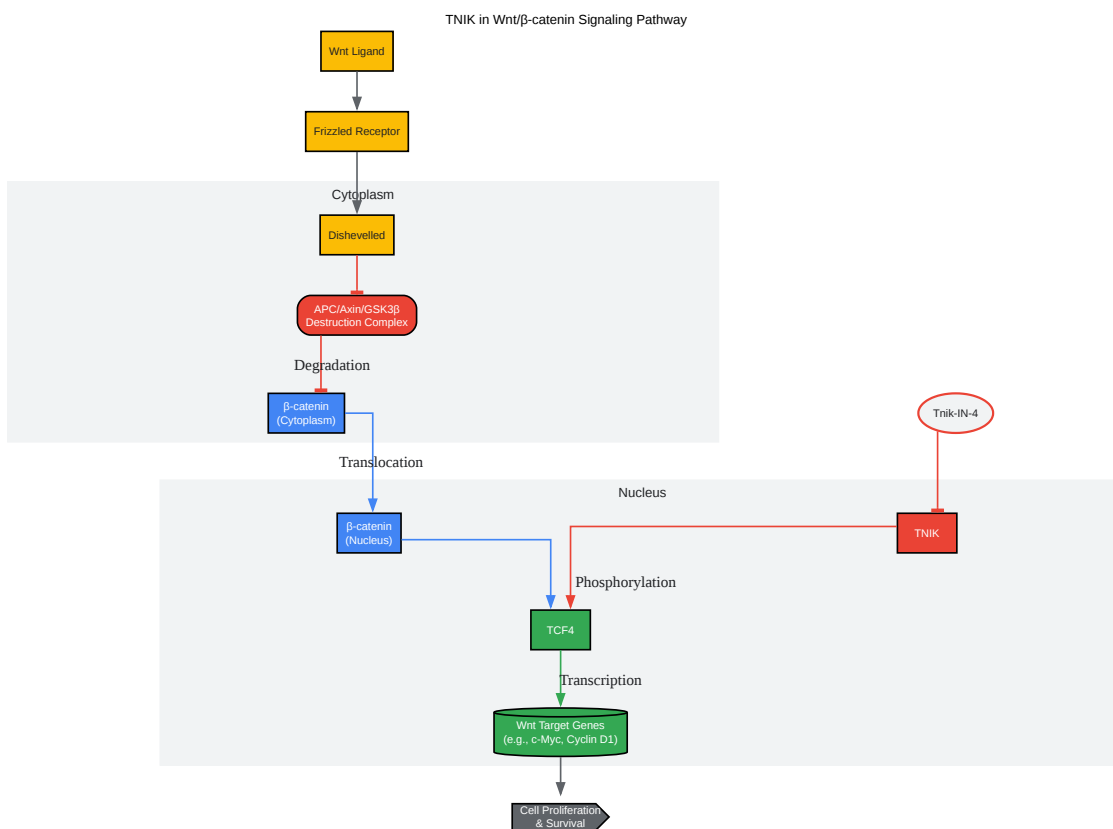 TNIK in Wnt/β-catenin Signaling Pathway
Wnt Ligand
Frizzled Receptor
Cytoplasm
Dishevelled
APC/Axin/GSK3β
Destruction Complex
Degradation
β-catenin
(Cytoplasm)
Tnik-IN-4
Translocation
Nucleus
β-catenin
(Nucleus)
TNIK
Phosphorylation
TCF4
Transcription
Wnt Target Genes
(e.g., c-Myc, Cyclin D1)
Cell Proliferation
& Survival